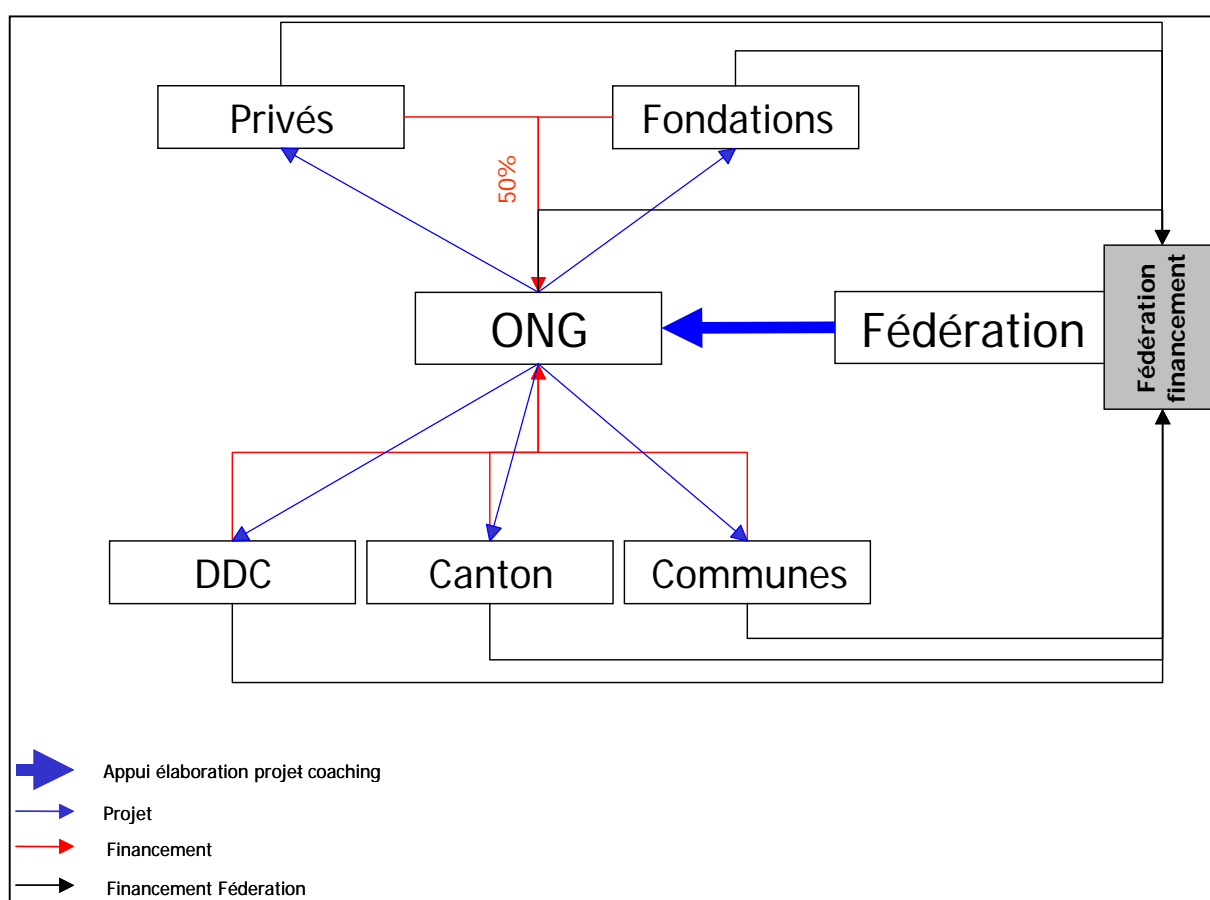 Privés
Fondations
50%
ONG
Fédération
Fédération
financement
DDC
Canton
Communes
Appui élaboration projet coaching
Projet
Financement
Financement Féderation